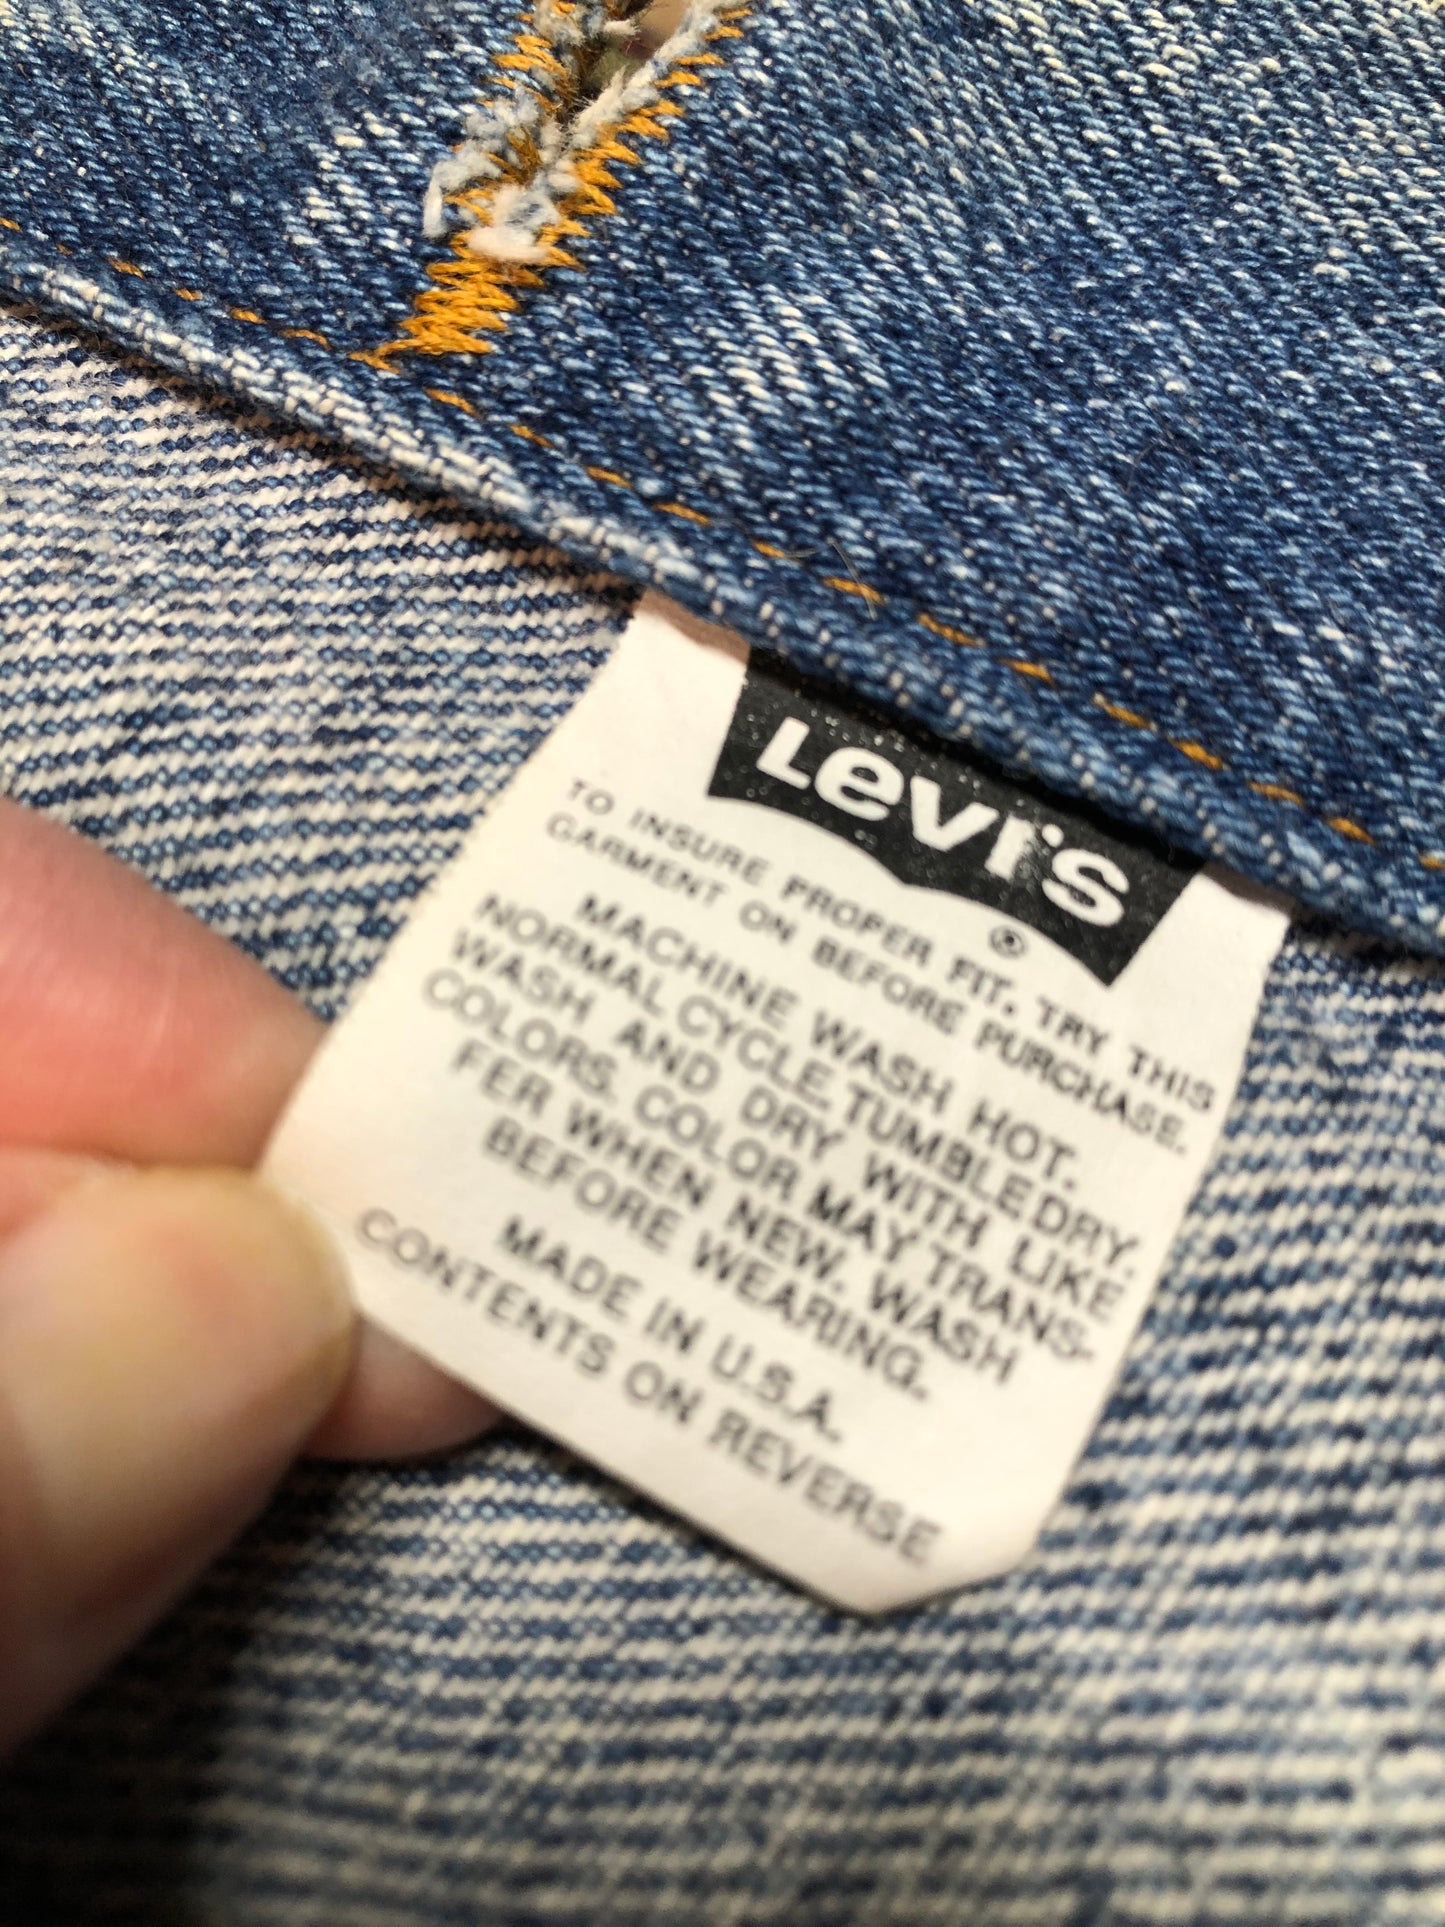 Levi's
®
TO INSURE PROPER FIT, TRY THIS
GARMENT ON BEFORE PURCHASE.
MACHINE WASH HOT.
NORMAL CYCLE. TUMBLE DRY.
WASH AND DRY WITH LIKE
COLORS. COLOR MAY TRANS-
FER WHEN NEW. WASH
BEFORE WEARING.
MADE IN U.S.A.
CONTENTS ON REVERSE